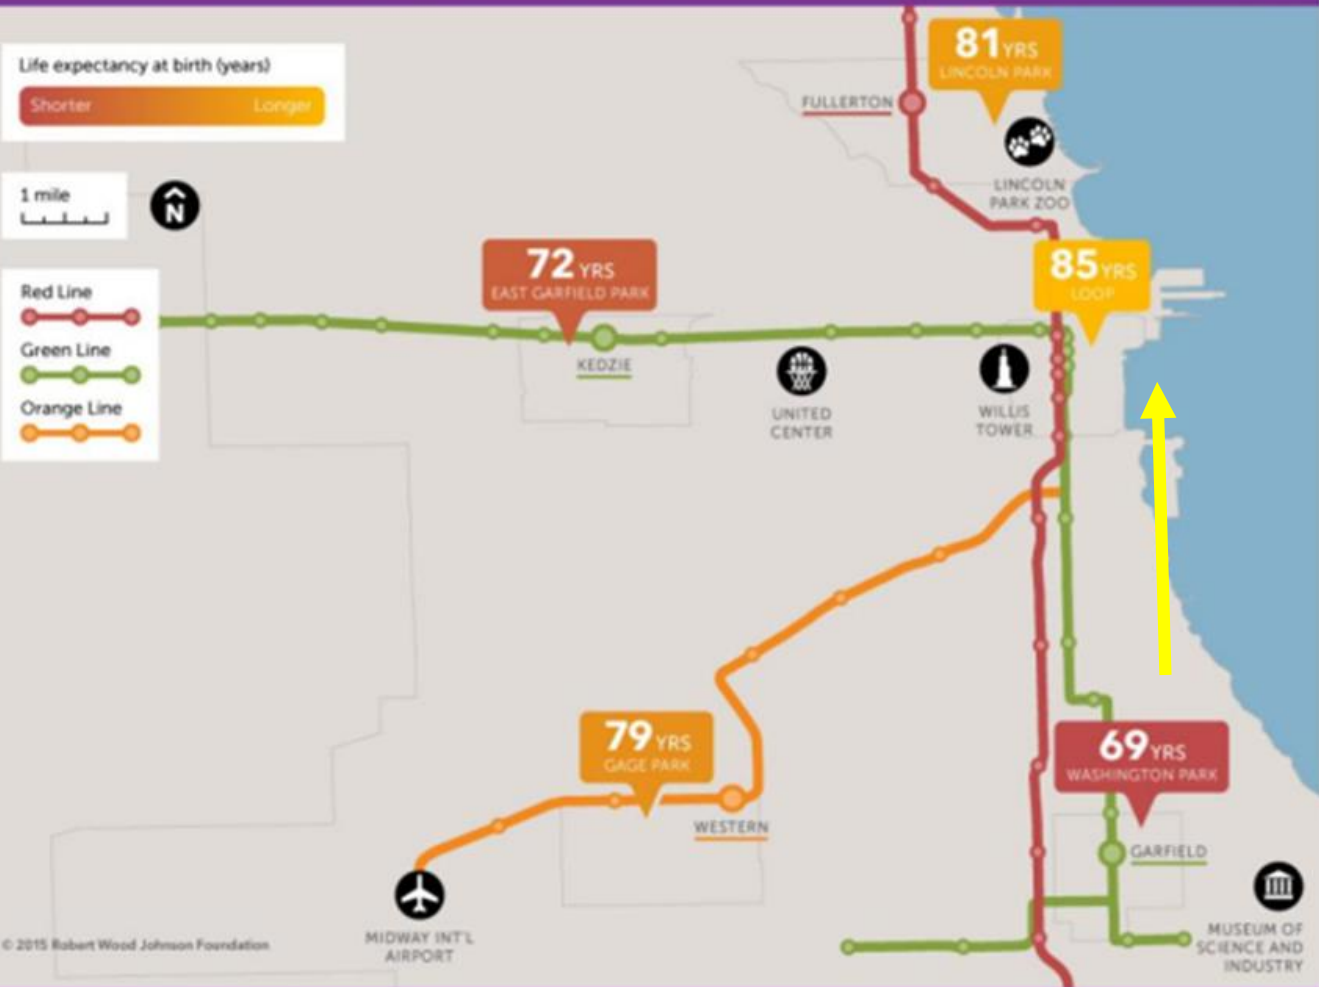 81 YRS
LINCOLN PARK
Life expectancy at birth (years)
Shorter Longer
FULLERTON
1 mile
N
LINCOLN
PARK ZOO
72 YRS
EAST GARFIELD PARK
85 YRS
LOOP
Red Line
Green Line
Orange Line
KEDZIE
UNITED
CENTER
WILLIS
TOWER
79 YRS
GAGE PARK
69 YRS
WASHINGTON PARK
WESTERN
GARFIELD
MIDWAY INT'L
AIRPORT
MUSEUM OF
SCIENCE AND
INDUSTRY
© 2015 Robert Wood Johnson Foundation